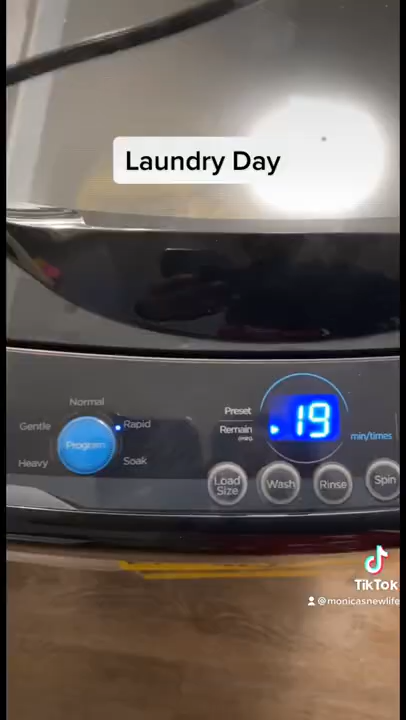 Laundry Day
Normal
Gentle
Rapid
Program
Heavy
Soak
Preset
Remain
(min)
19
min/times
Load
Size
Wash
Rinse
Spin
TikTok
@monicasnewlife